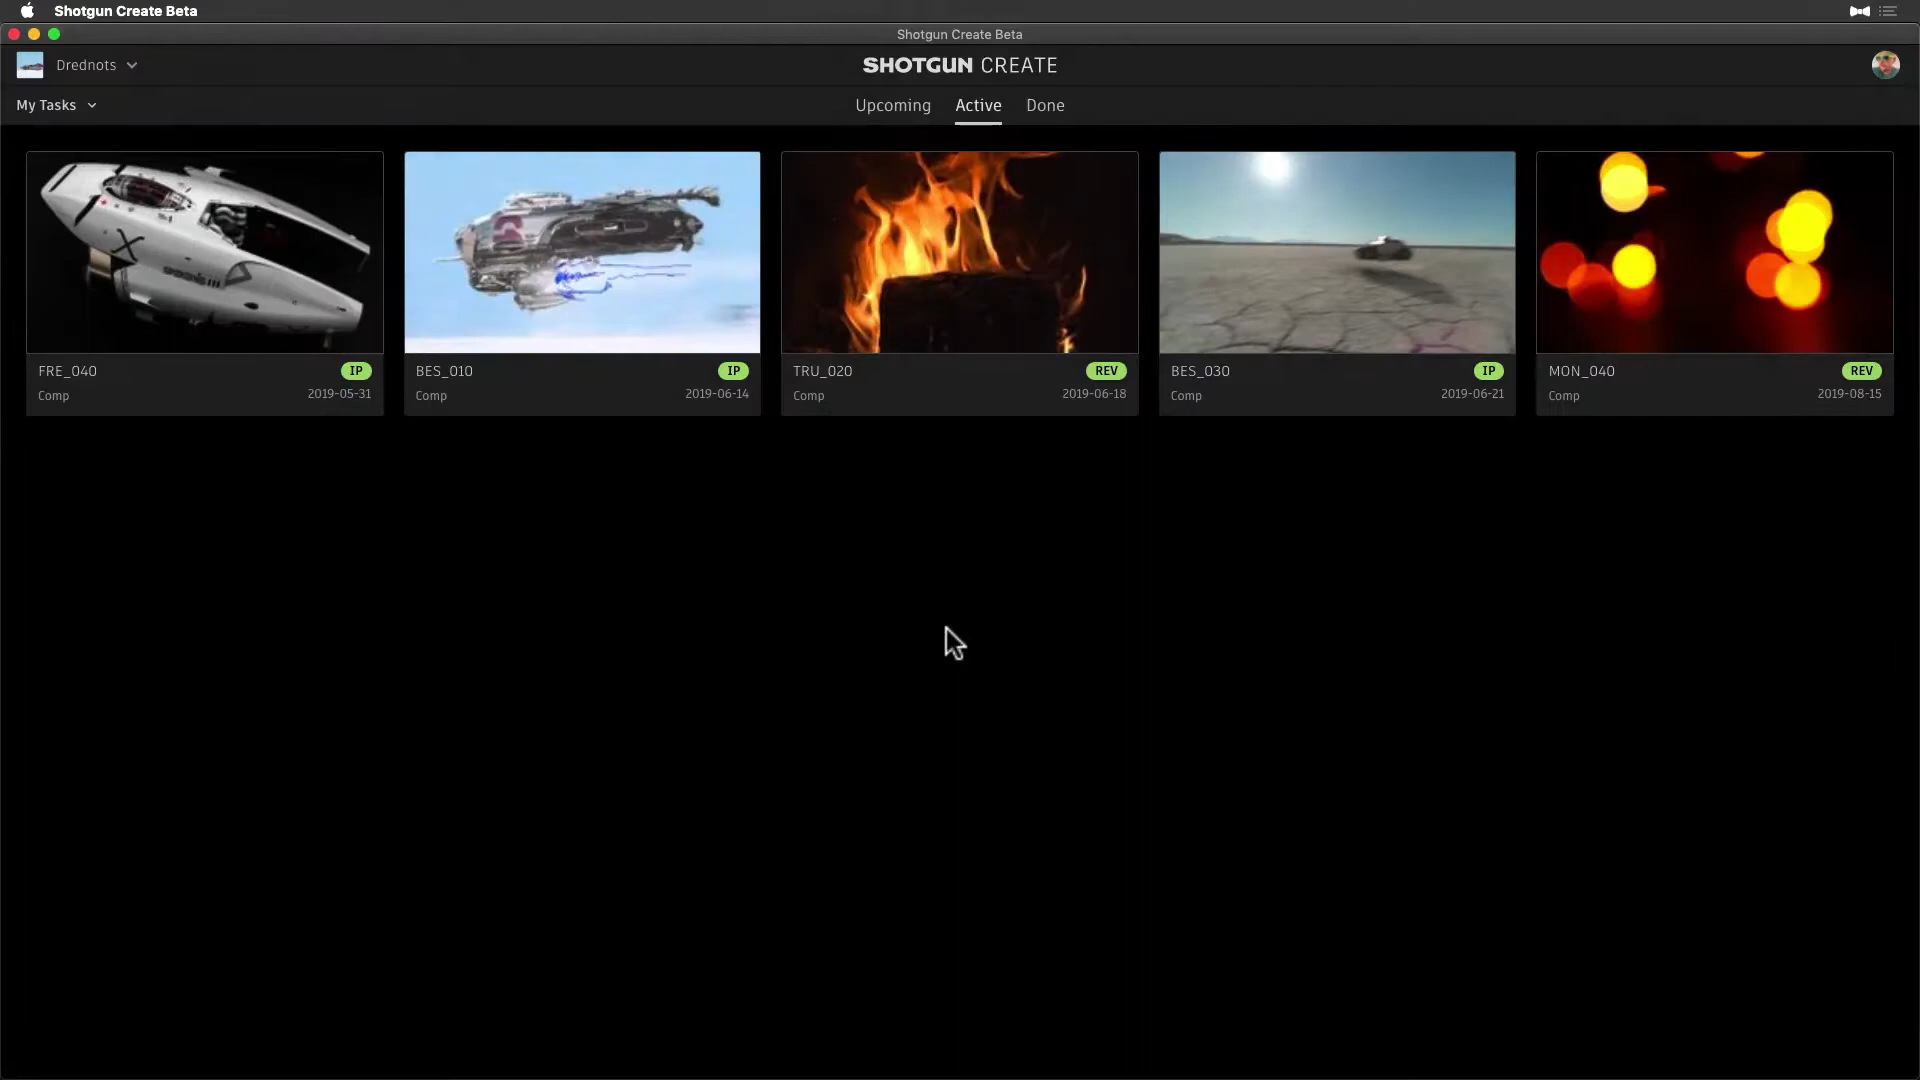 Shotgun Create Beta
Shotgun Create Beta
Drednots
SHOTGUN CREATE
My Tasks
Upcoming Active Done
FRE_040 IP
Comp 2019-05-31
BES_010 IP
Comp 2019-06-14
TRU_020 REV
Comp 2019-06-18
BES_030 IP
Comp 2019-06-21
MON_040 REV
Comp 2019-08-15